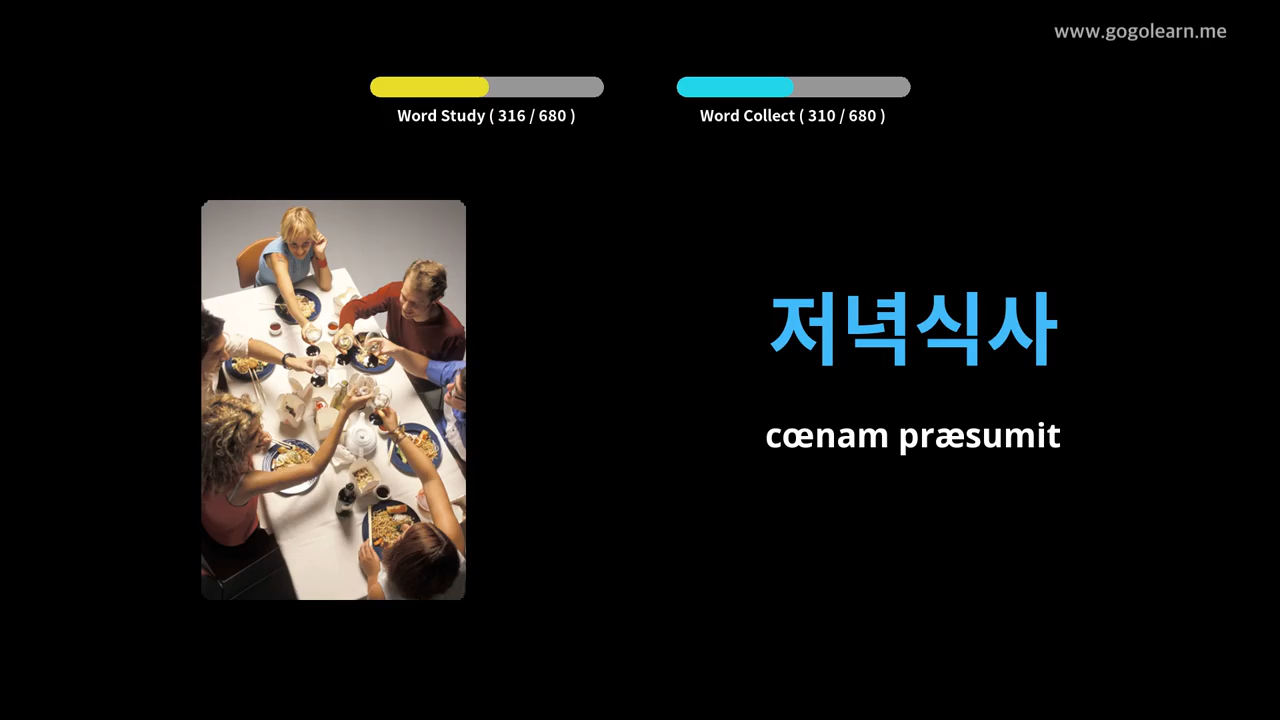 www.gogolearn.me
Word Study ( 316 / 680 )
Word Collect ( 310 / 680 )
저녁식사
cœnam præsumit